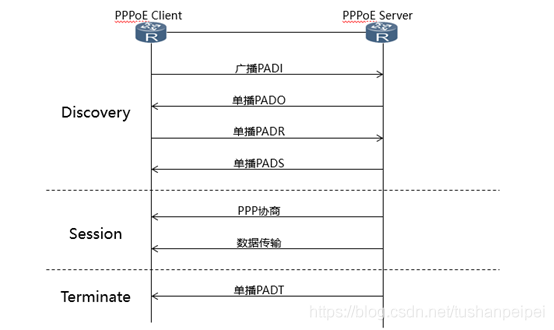 PPPoE Client PPPoE Server
R R
广播PADI
单播PADO
Discovery
单播PADR
单播PADS
PPP协商
Session
数据传输
单播PADT
Terminate
https://blog.csdn.net/tushanpeipei